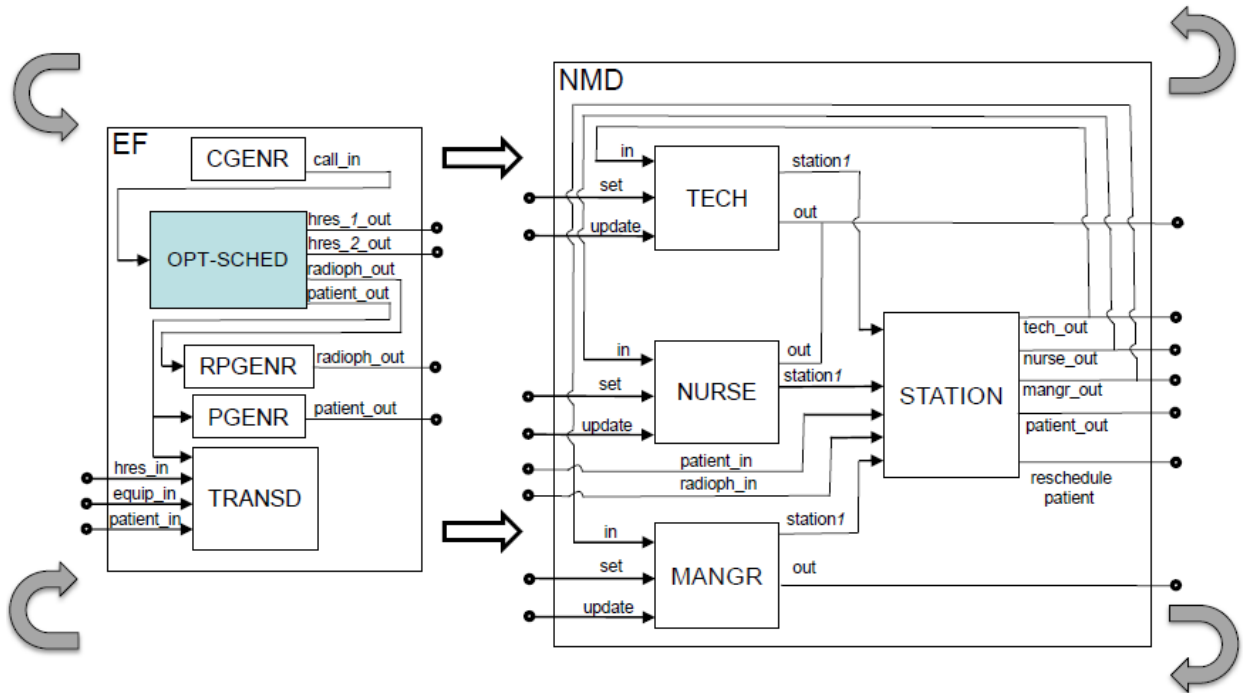 EF
CGENR
call_in
OPT-SCHED
hres_1_out
hres_2_out
radioph_out
patient_out
RPGENR
radioph_out
PGENR
patient_out
hres_in
equip_in
patient_in
TRANSD
NMD
in
set
update
TECH
station1
out
in
set
update
NURSE
out
station1
patient_in
radioph_in
STATION
tech_out
nurse_out
mangr_out
patient_out
reschedule
patient
in
set
update
MANGR
station1
out